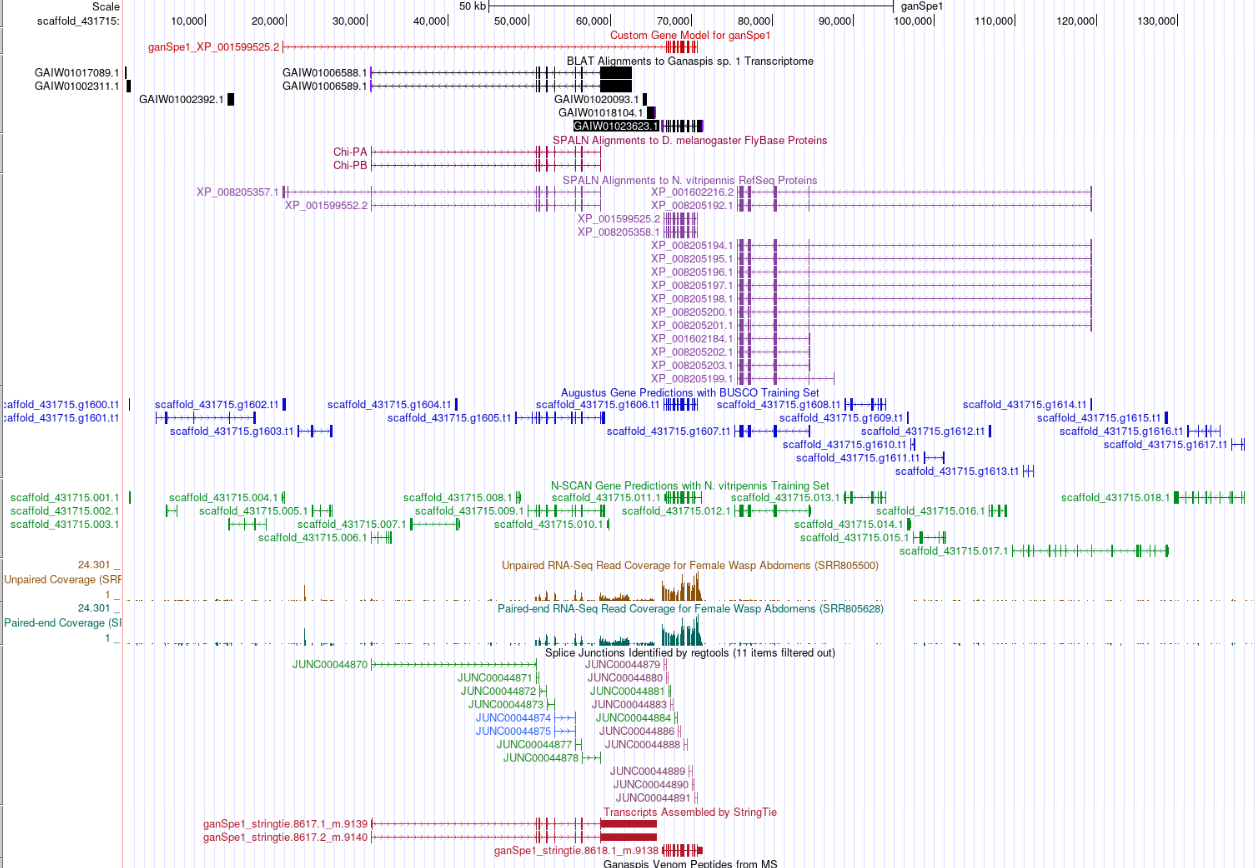 Scale 50 kb ganSpe1
scaffold_431715: 10,000 20,000 30,000 40,000 50,000 60,000 70,000 80,000 90,000 100,000 110,000 120,000 130,000
Custom Gene Model for ganSpe1
ganSpe1_XP_001599525.2
BLAT Alignments to Ganaspis sp. 1 Transcriptome
GAIW01017089.1 GAIW01006588.1
GAIW01002311.1 GAIW01006589.1
GAIW01002392.1 GAIW01020093.1
GAIW01018104.1
GAIW01023623.1
SPALN Alignments to D. melanogaster FlyBase Proteins
Chi-PA
Chi-PB
SPALN Alignments to N. vitripennis RefSeq Proteins
XP_008205357.1 XP_001602216.2
XP_001599552.2 XP_008205192.1
XP_001599525.2
XP_008205358.1
XP_008205194.1
XP_008205195.1
XP_008205196.1
XP_008205197.1
XP_008205198.1
XP_008205200.1
XP_008205201.1
XP_001602184.1
XP_008205202.1
XP_008205203.1
XP_008205199.1
Augustus Gene Predictions with BUSCO Training Set
scaffold_431715.g1600.t1 scaffold_431715.g1602.t1 scaffold_431715.g1604.t1 scaffold_431715.g1606.t1 scaffold_431715.g1608.t1 scaffold_431715.g1614.t1
scaffold_431715.g1601.t1 scaffold_431715.g1605.t1 scaffold_431715.g1609.t1 scaffold_431715.g1615.t1
scaffold_431715.g1603.t1 scaffold_431715.g1607.t1 scaffold_431715.g1612.t1 scaffold_431715.g1616.t1
scaffold_431715.g1610.t1 scaffold_431715.g1617.t1
scaffold_431715.g1611.t1
scaffold_431715.g1613.t1
N-SCAN Gene Predictions with N. vitripennis Training Set
scaffold_431715.001.1 scaffold_431715.004.1 scaffold_431715.008.1 scaffold_431715.011.1 scaffold_431715.013.1 scaffold_431715.018.1
scaffold_431715.002.1 scaffold_431715.005.1 scaffold_431715.009.1 scaffold_431715.012.1 scaffold_431715.016.1
scaffold_431715.003.1 scaffold_431715.007.1 scaffold_431715.010.1 scaffold_431715.014.1
scaffold_431715.006.1 scaffold_431715.015.1
scaffold_431715.017.1
24.301 _ Unpaired RNA-Seq Read Coverage for Female Wasp Abdomens (SRR805500)
Unpaired Coverage (SRR
1 _
24.301 _ Paired-end RNA-Seq Read Coverage for Female Wasp Abdomens (SRR805628)
Paired-end Coverage (SF
1 _
Splice Junctions Identified by regtools (11 items filtered out)
JUNC00044870 JUNC00044879
JUNC00044871 JUNC00044880
JUNC00044872 JUNC00044881
JUNC00044873 JUNC00044883
JUNC00044874 JUNC00044884
JUNC00044875 JUNC00044886
JUNC00044877 JUNC00044888
JUNC00044878
JUNC00044889
JUNC00044890
JUNC00044891
Transcripts Assembled by StringTie
ganSpe1_stringtie.8617.1_m.9139
ganSpe1_stringtie.8617.2_m.9140
ganSpe1_stringtie.8618.1_m.9138
Ganaspis Venom Peptides from MS